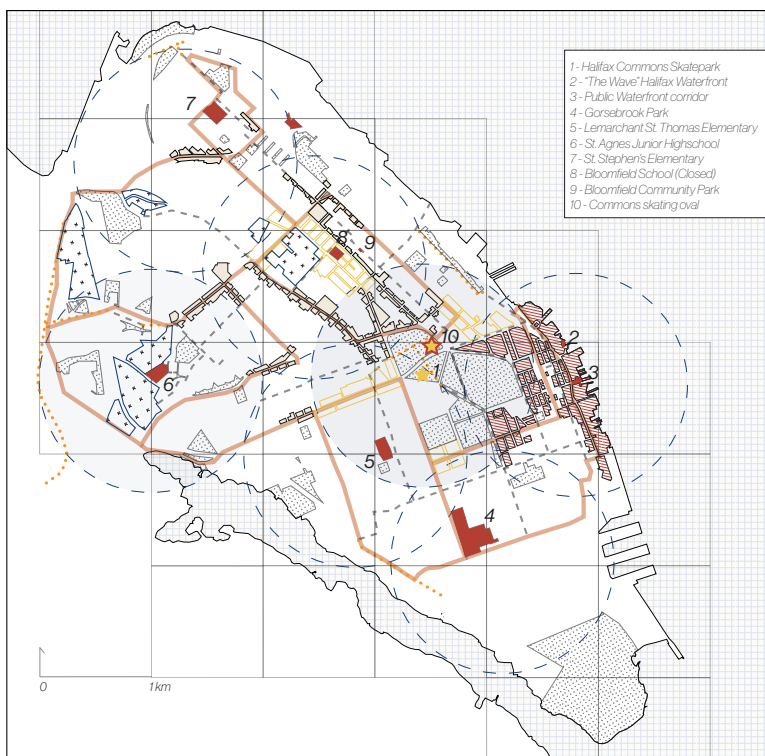 1 - Halifax Commons Skatepark
2 - "The Wave" Halifax Waterfront
3 - Public Waterfront corridor
4 - Gorsebrook Park
5 - Lemarchant St. Thomas Elementary
6 - St. Agnes Junior Highschool
7 - St. Stephen's Elementary
8 - Bloomfield School (Closed)
9 - Bloomfield Community Park
10 - Commons skating oval
7
9
8
10
2
1
3
6
5
4
0
1km